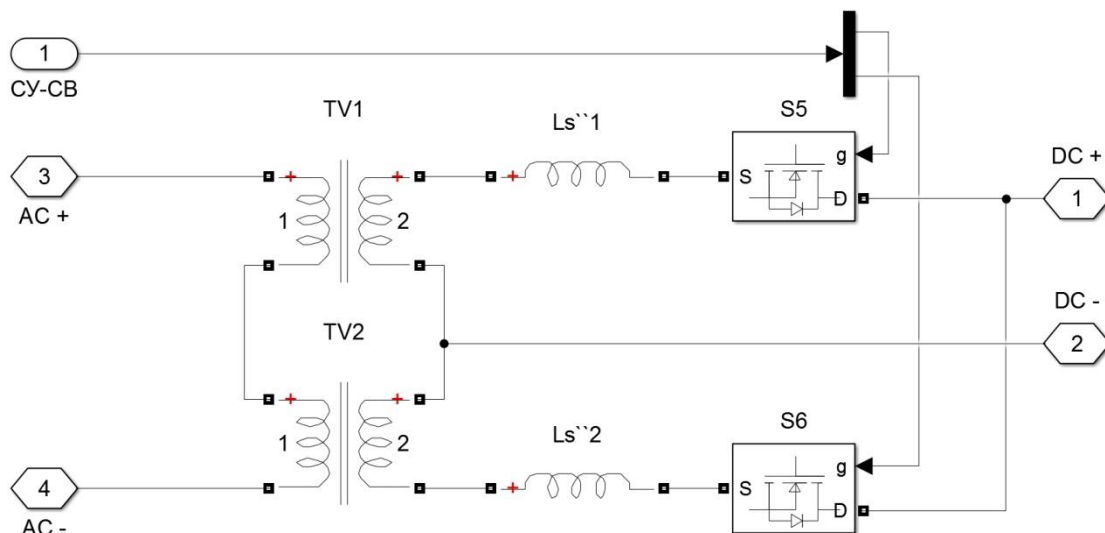 1
СУ-СВ
TV1
Ls``1
S5
g
S
D
DC +
1
3
AC +
+
+
+
1
2
DC -
2
TV2
Ls``2
S6
+
+
+
1
2
g
S
D
4
AC -